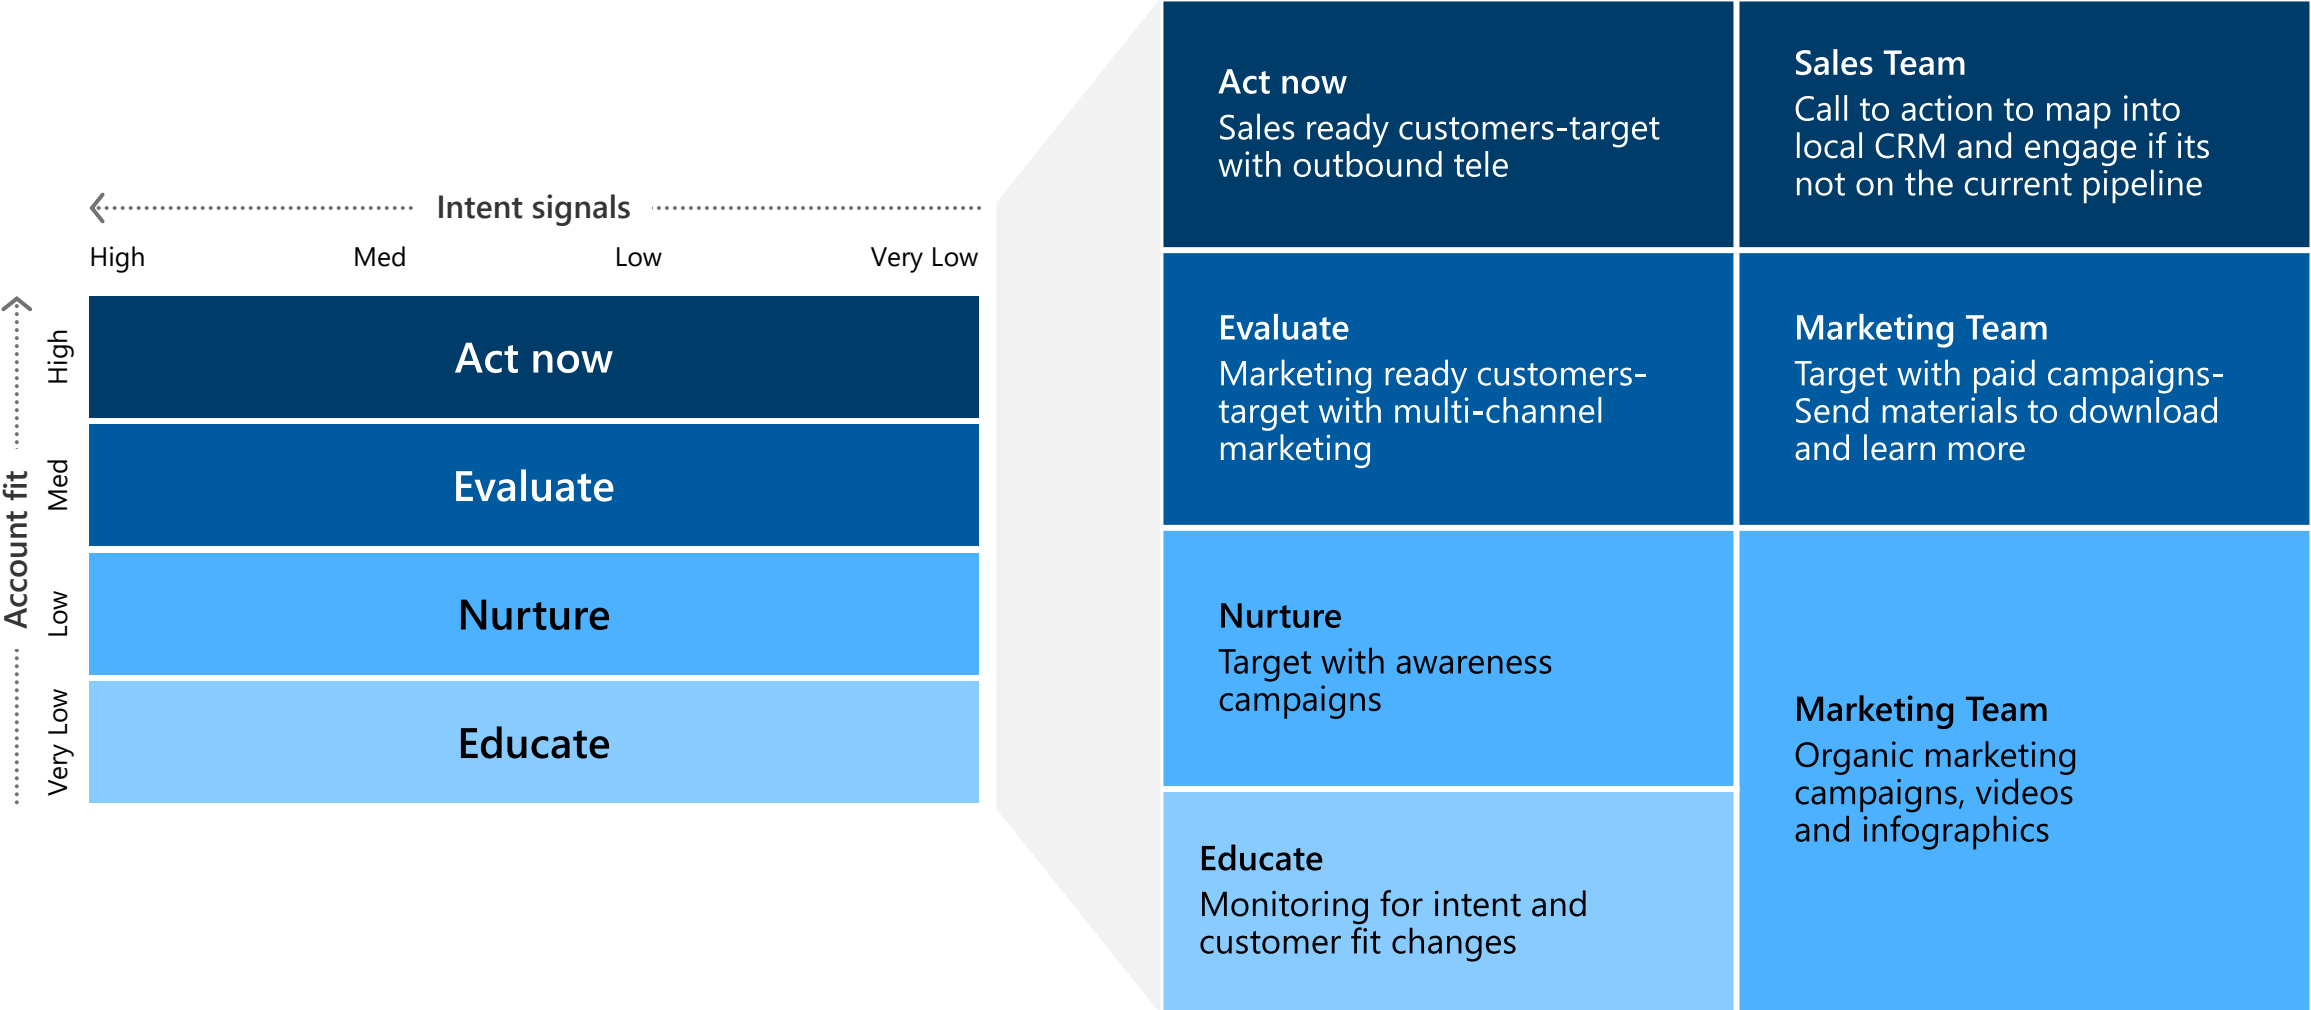 Intent signals
High Med Low Very Low
Account fit
High
Med
Low
Very Low
Act now
Evaluate
Nurture
Educate
Act now
Sales ready customers-target
with outbound tele
Sales Team
Call to action to map into
local CRM and engage if its
not on the current pipeline
Evaluate
Marketing ready customers-
target with multi-channel
marketing
Marketing Team
Target with paid campaigns-
Send materials to download
and learn more
Nurture
Target with awareness
campaigns
Educate
Monitoring for intent and
customer fit changes
Marketing Team
Organic marketing
campaigns, videos
and infographics